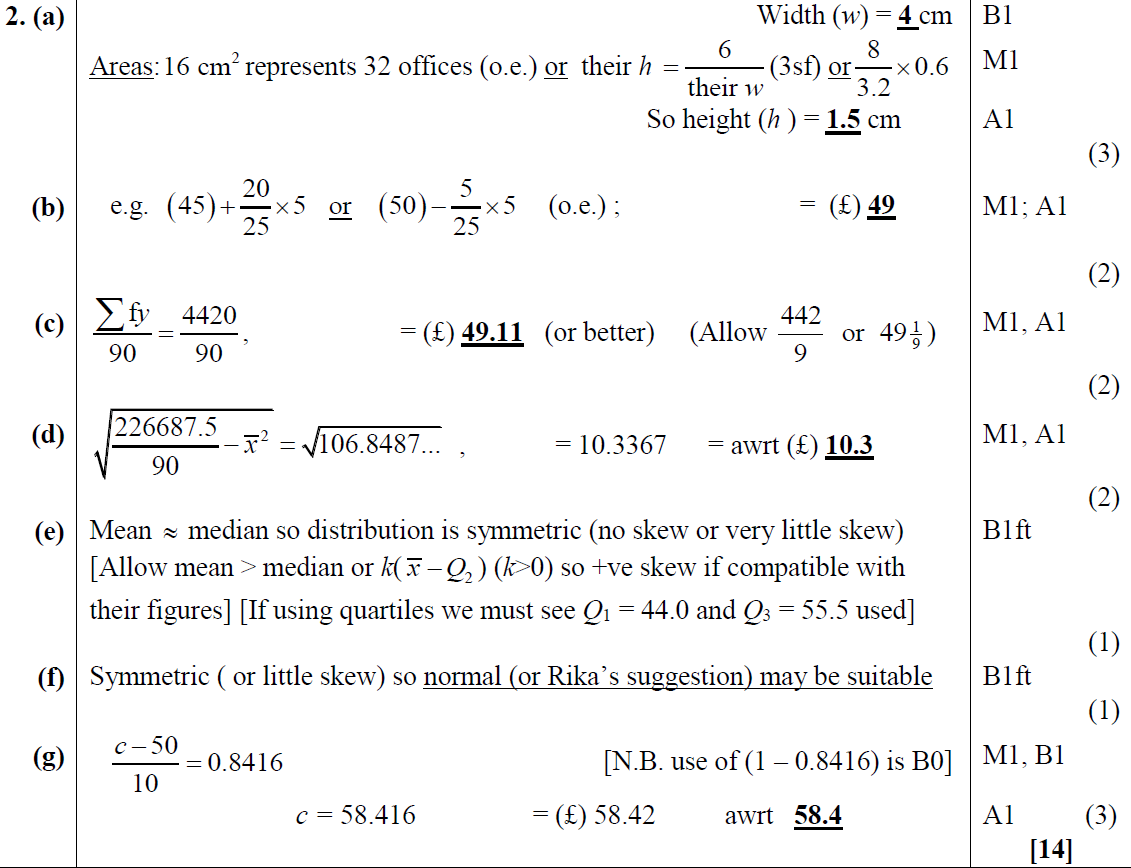 2. (a) Width (w) = 4 cm B1
Areas: 16 cm² represents 32 offices (o.e.) or their h = 6/(their w) (3sf) or 8/3.2 × 0.6 M1
So height (h ) = 1.5 cm A1
(3)
(b) e.g. (45) + 20/25 × 5 or (50) − 5/25 × 5 (o.e.) ; = (£) 49 M1; A1
(2)
(c) ∑fy/90 = 4420/90 , = (£) 49.11 (or better) (Allow 442/9 or 49 1/9 ) M1, A1
(2)
(d) √(226687.5/90 − x̄²) = √106.8487... , = 10.3367 = awrt (£) 10.3 M1, A1
(2)
(e) Mean ≈ median so distribution is symmetric (no skew or very little skew) B1ft
[Allow mean > median or k( x̄ − Q₂ ) (k>0) so +ve skew if compatible with
their figures] [If using quartiles we must see Q₁ = 44.0 and Q₃ = 55.5 used]
(1)
(f) Symmetric ( or little skew) so normal (or Rika’s suggestion) may be suitable B1ft
(1)
(g) (c − 50)/10 = 0.8416 [N.B. use of (1 – 0.8416) is B0] M1, B1
c = 58.416 = (£) 58.42 awrt 58.4 A1 (3)
[14]